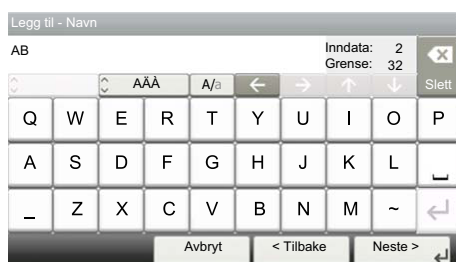 Legg til - Navn
AB Inndata: 2
Grense: 32
AÄÀ A/a ← → ↑ ↓ Slett
Q W E R T Y U I O P
A S D F G H J K L
_ Z X C V B N M ~
Avbryt < Tilbake Neste >